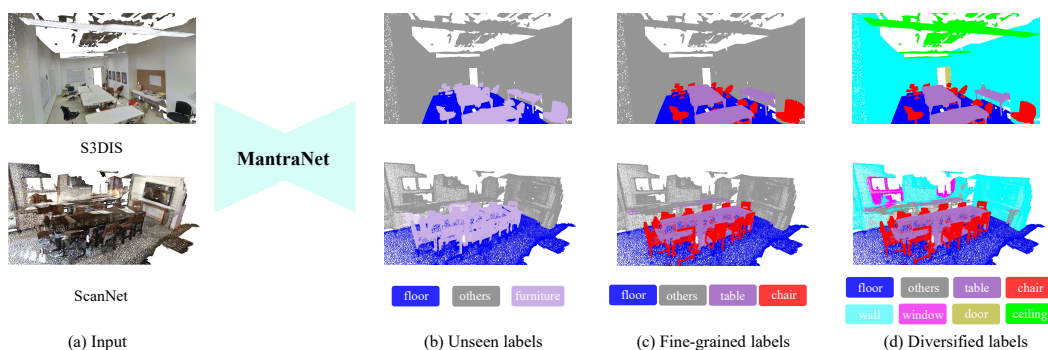 S3DIS
MantraNet
ScanNet
floor others furniture
floor others table chair
floor others table chair
wall window door ceiling
(a) Input (b) Unseen labels (c) Fine-grained labels (d) Diversified labels